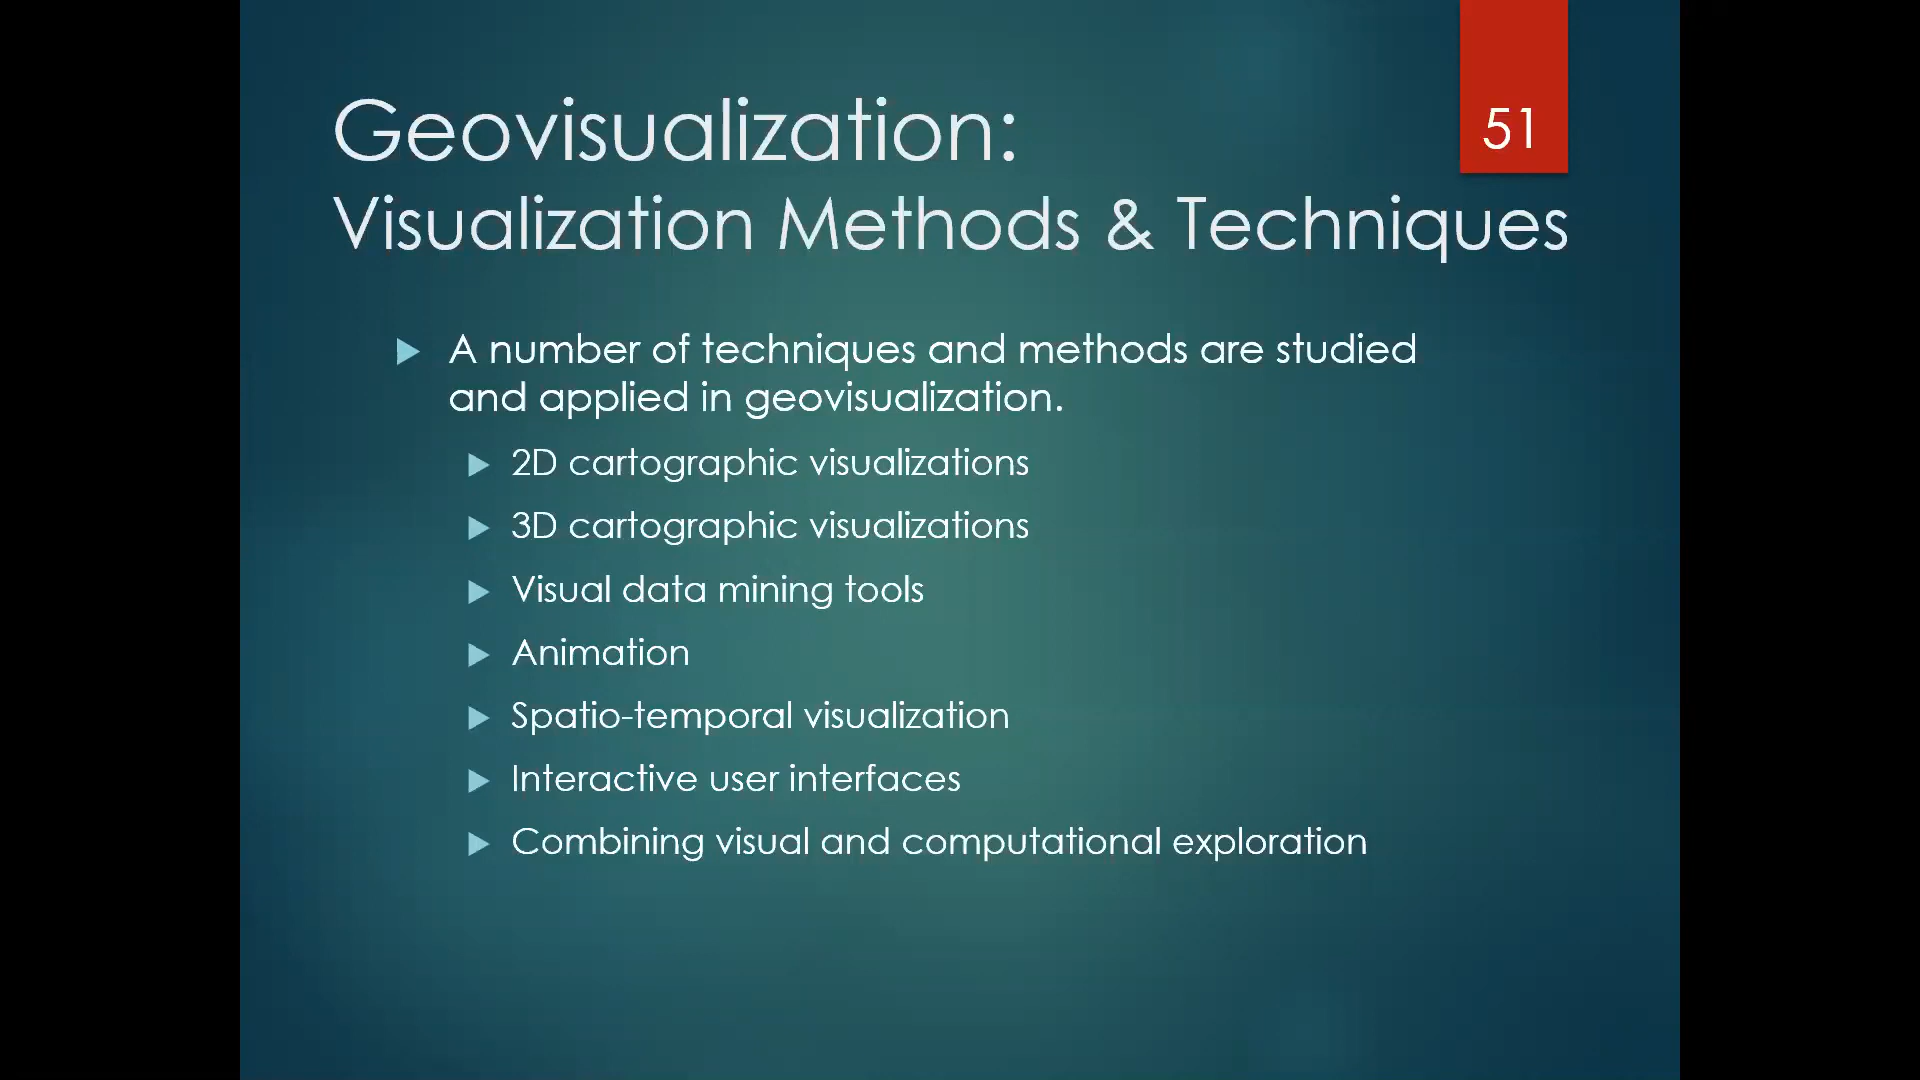 Geovisualization:
51
Visualization Methods & Techniques
A number of techniques and methods are studied
and applied in geovisualization.
2D cartographic visualizations
3D cartographic visualizations
Visual data mining tools
Animation
Spatio-temporal visualization
Interactive user interfaces
Combining visual and computational exploration